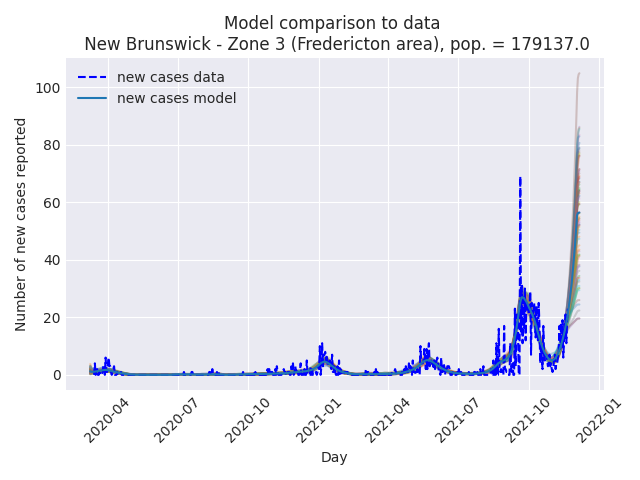 Model comparison to data
New Brunswick - Zone 3 (Fredericton area), pop. = 179137.0
new cases data
new cases model
Number of new cases reported
100
80
60
40
20
0
2020-04
2020-07
2020-10
2021-01
2021-04
2021-07
2021-10
2022-01
Day